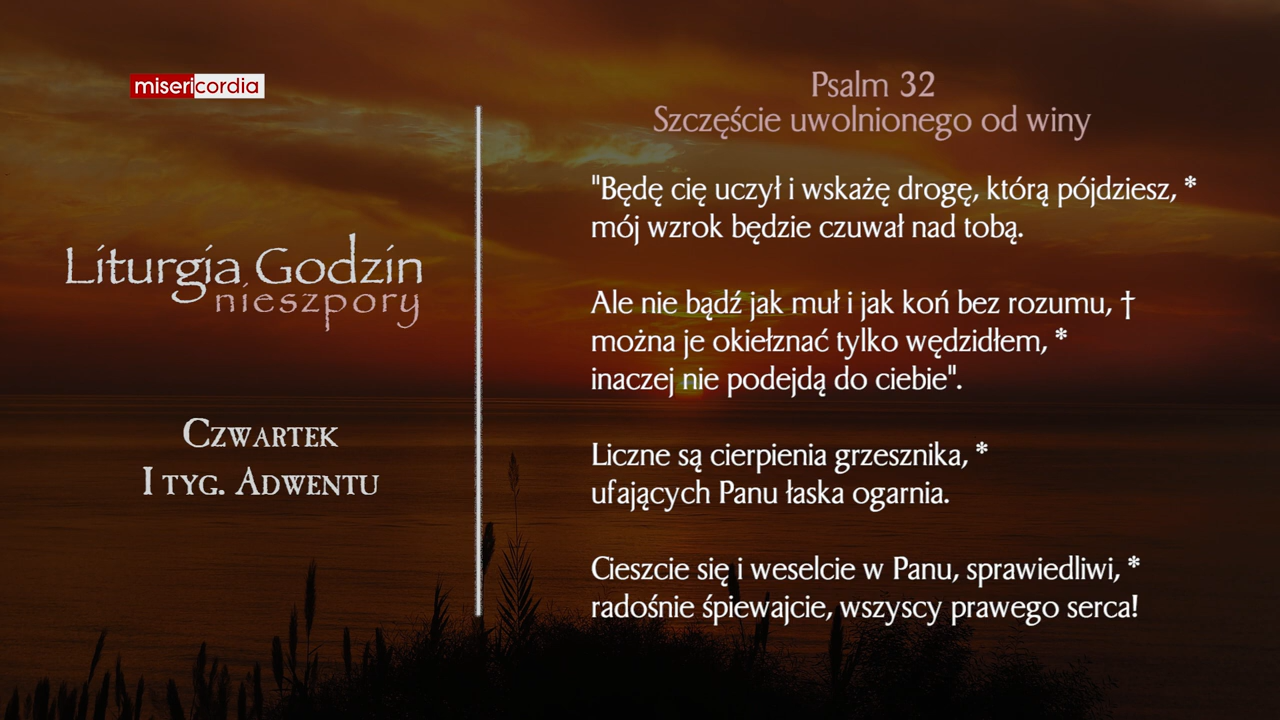 misericordia
Liturgia Godzin
nieszpory
Czwartek
I tyg. Adwentu
Psalm 32
Szczęście uwolnionego od winy
"Będę cię uczył i wskażę drogę, którą pójdziesz, *
mój wzrok będzie czuwał nad tobą.
Ale nie bądź jak muł i jak koń bez rozumu, †
można je okiełznać tylko wędzidłem, *
inaczej nie podejdą do ciebie".
Liczne są cierpienia grzesznika, *
ufających Panu łaska ogarnia.
Cieszcie się i weselcie w Panu, sprawiedliwi, *
radośnie śpiewajcie, wszyscy prawego serca!